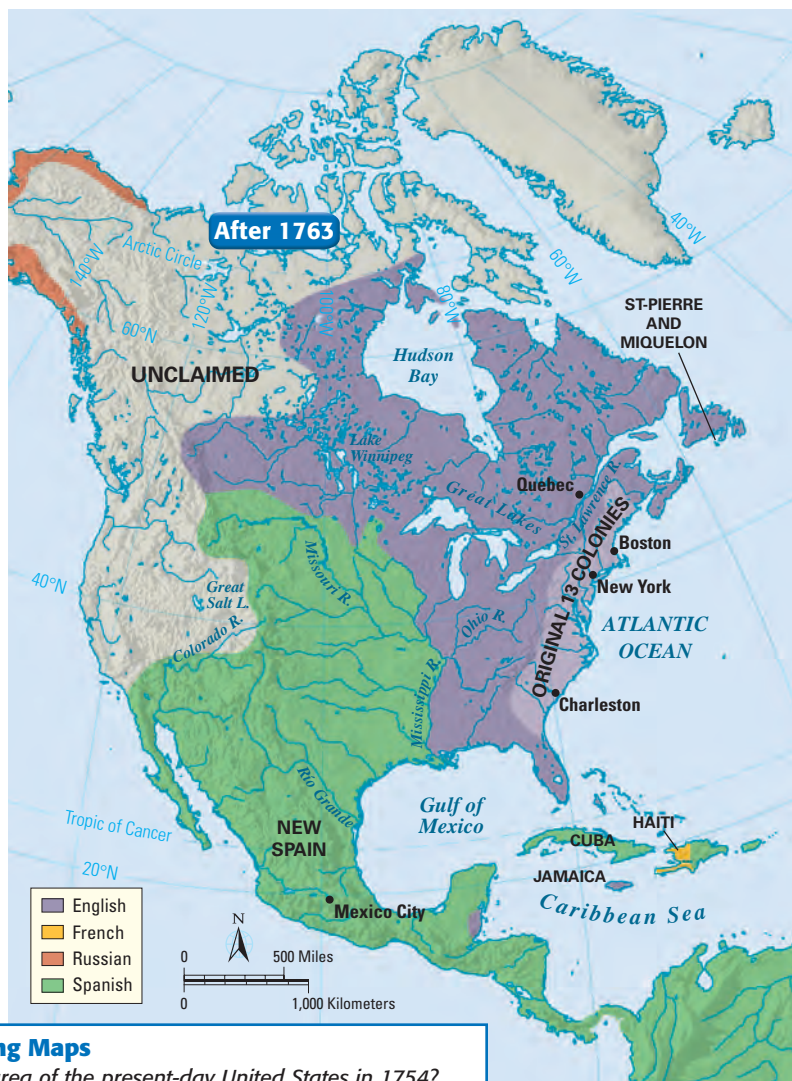 After 1763
Arctic Circle
40°W
60°W
80°W
100°W
120°W
140°W
60°N
ST-PIERRE
AND
MIQUELON
Hudson
Bay
UNCLAIMED
Lake
Winnipeg
Quebec
Great Lakes
St. Lawrence R.
Boston
New York
ORIGINAL 13 COLONIES
Missouri R.
40°N
Great
Salt L.
Colorado R.
Ohio R.
ATLANTIC
OCEAN
Mississippi R.
Charleston
Rio Grande
Gulf of
Mexico
Tropic of Cancer
NEW
SPAIN
HAITI
CUBA
20°N
JAMAICA
Mexico City
Caribbean Sea
English
French
Russian
Spanish
N
0 500 Miles
0 1,000 Kilometers
ng Maps
area of the present-day United States in 1754?